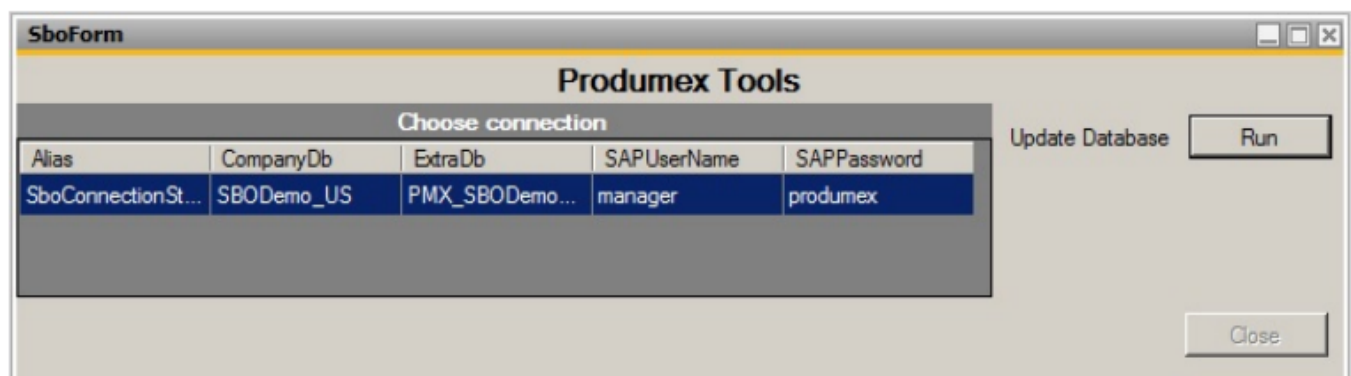 SboForm
Produmex Tools
Choose connection
Update Database Run
Alias CompanyDb ExtraDb SAPUserName SAPPassword
SboConnectionSt... SBODemo_US PMX_SBODemo... manager produmex
Close